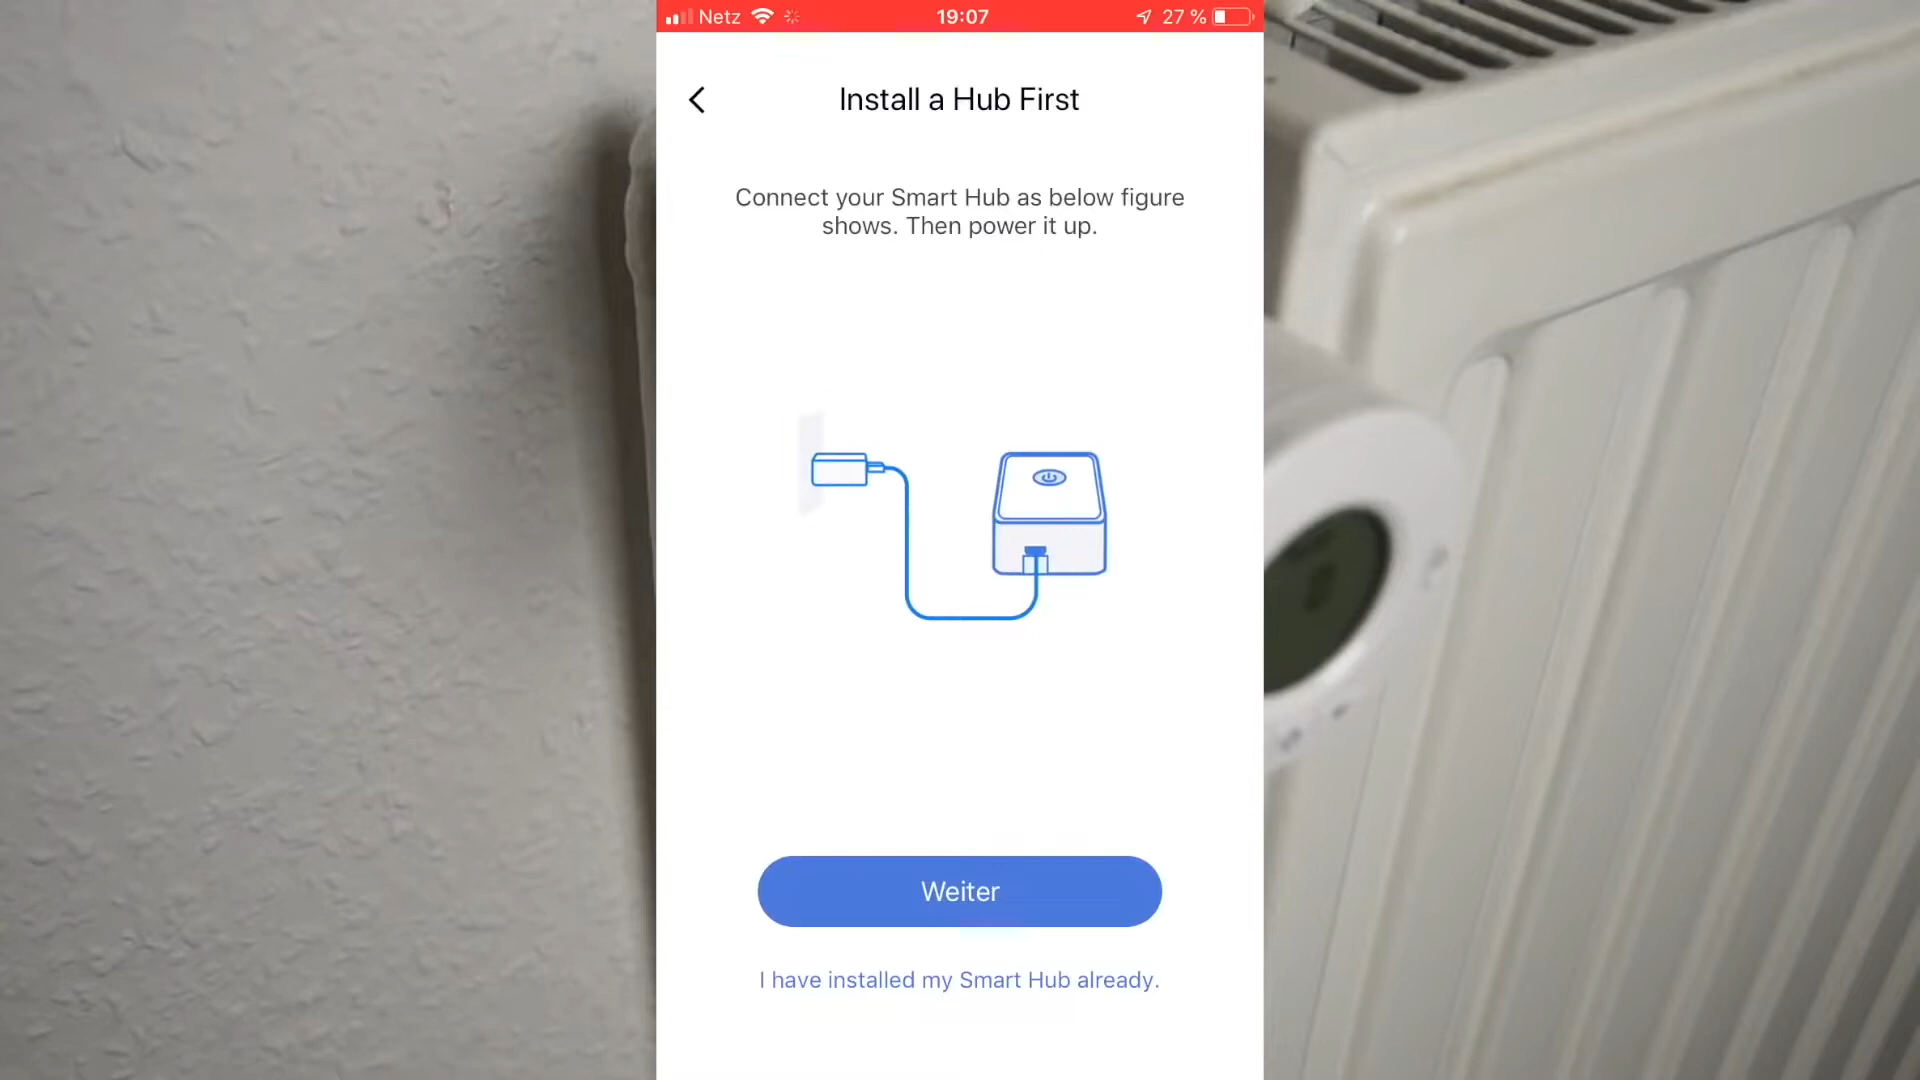 Netz 19:07 27 %
Install a Hub First
Connect your Smart Hub as below figure
shows. Then power it up.
Weiter
I have installed my Smart Hub already.